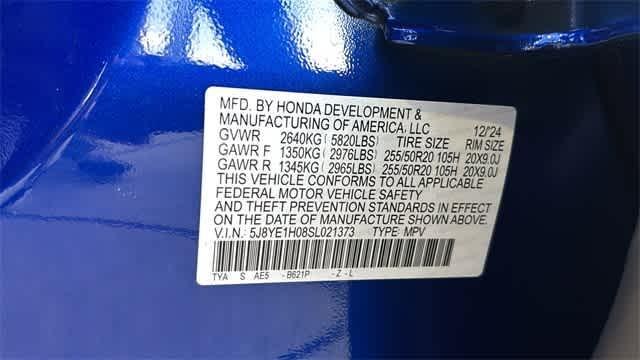 MFD. BY HONDA DEVELOPMENT &
MANUFACTURING OF AMERICA, LLC 12/'24
GVWR 2640KG (5820LBS) TIRE SIZE RIM SIZE
GAWR F 1350KG (2976LBS) 255/50R20 105H 20X9.0J
GAWR R 1345KG (2965LBS) 255/50R20 105H 20X9.0J
THIS VEHICLE CONFORMS TO ALL APPLICABLE
FEDERAL MOTOR VEHICLE SAFETY
AND THEFT PREVENTION STANDARDS IN EFFECT
ON THE DATE OF MANUFACTURE SHOWN ABOVE.
V.I.N.: 5J8YE1H08SL021373 TYPE: MPV
TYA S AE5 -B621P -Z-L